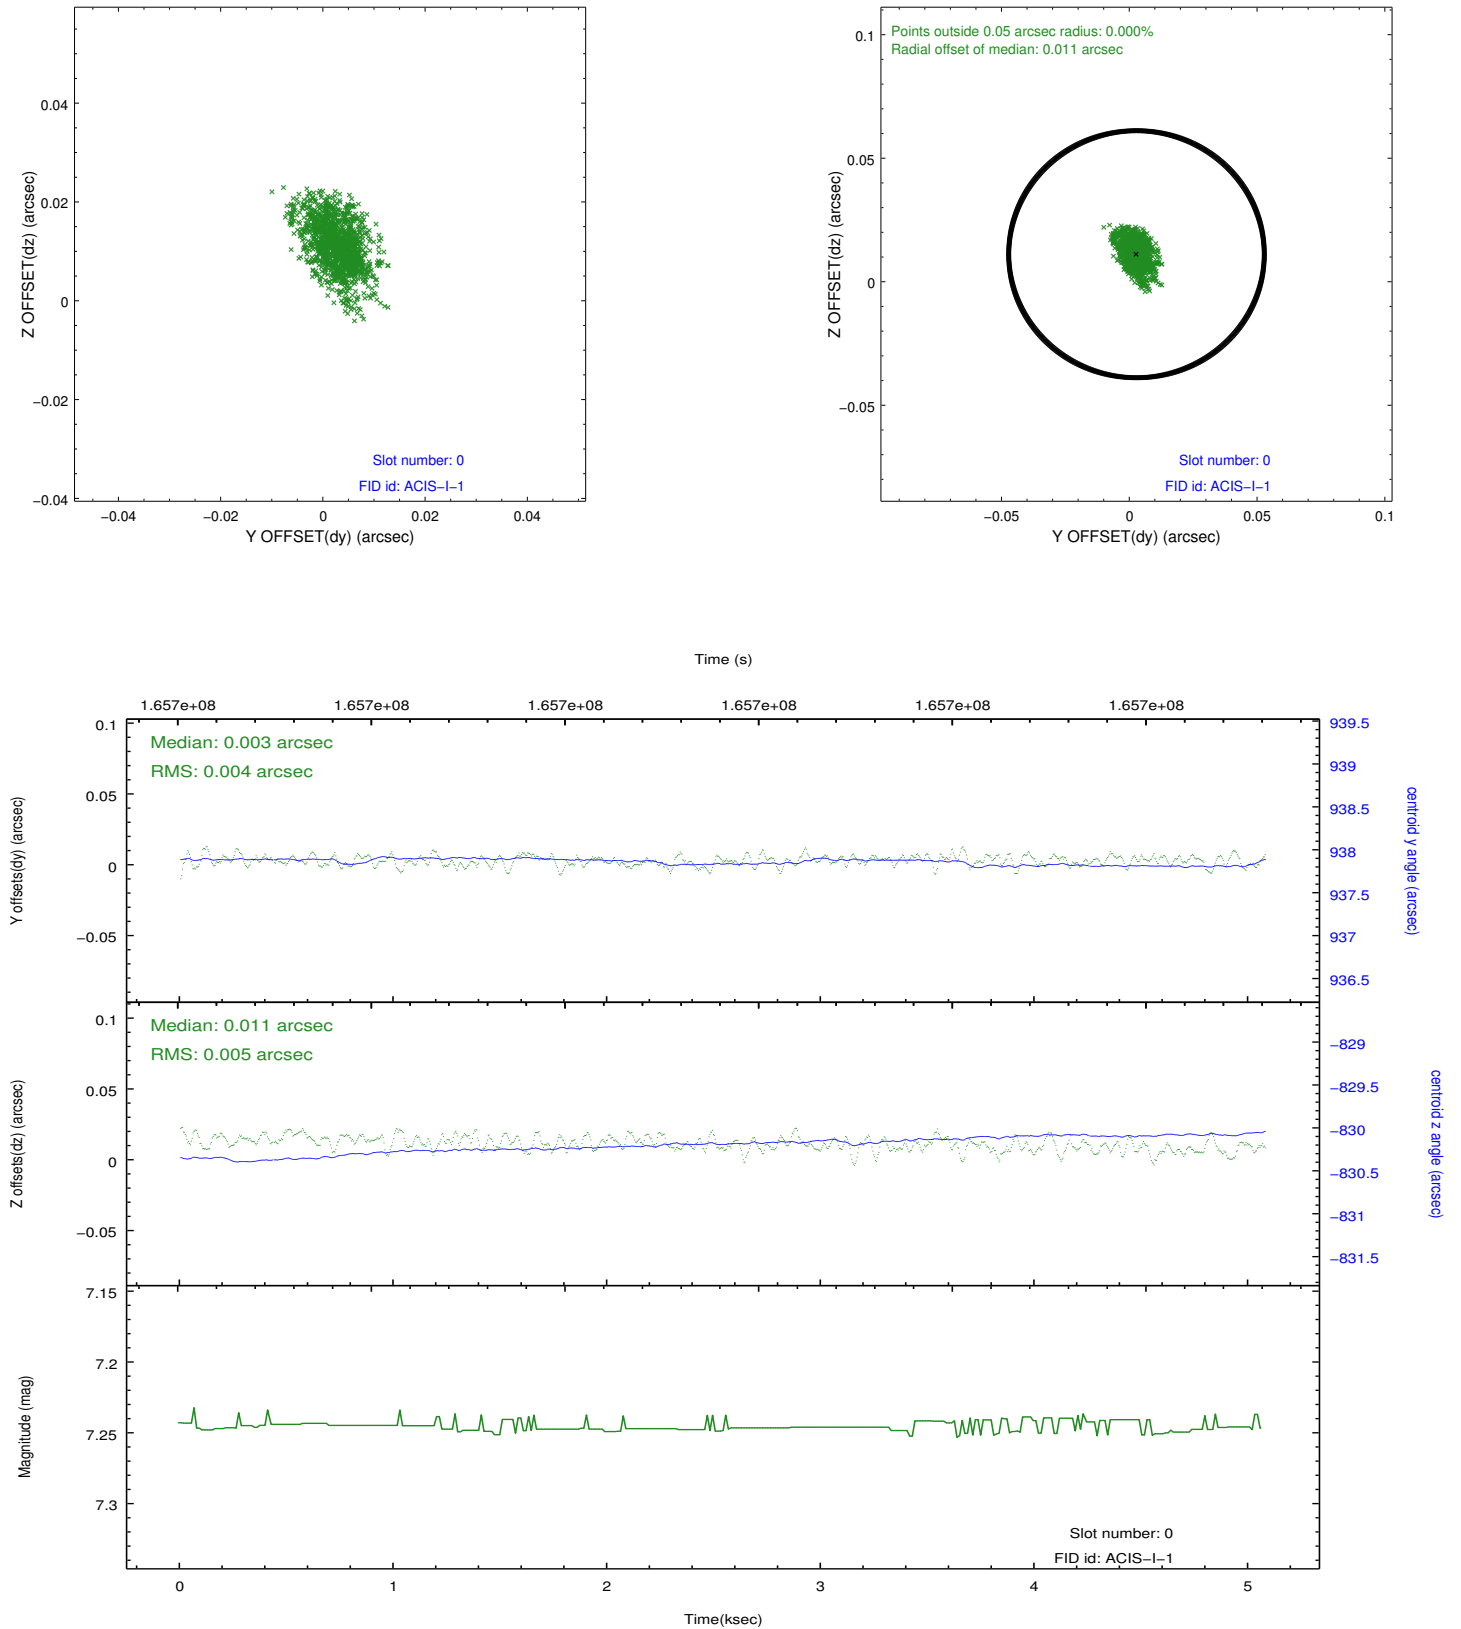 0.04
0.02
0
−0.02
−0.04
Z OFFSET(dz) (arcsec)
Slot number: 0
FID id: ACIS−I−1
−0.04
−0.02
0
0.02
0.04
Y OFFSET(dy) (arcsec)
Points outside 0.05 arcsec radius: 0.000%
Radial offset of median: 0.011 arcsec
0.1
0.05
0
−0.05
Z OFFSET(dz) (arcsec)
Slot number: 0
FID id: ACIS−I−1
−0.05
0
0.05
0.1
Y OFFSET(dy) (arcsec)
Time (s)
1.657e+08
1.657e+08
1.657e+08
1.657e+08
1.657e+08
1.657e+08
Median: 0.003 arcsec
RMS: 0.004 arcsec
0.1
0.05
0
−0.05
Y offsets(dy) (arcsec)
939.5
939
938.5
938
937.5
937
936.5
centroid y angle (arcsec)
Median: 0.011 arcsec
RMS: 0.005 arcsec
0.1
0.05
0
−0.05
Z offsets(dz) (arcsec)
−829
−829.5
−830
−830.5
−831
−831.5
centroid z angle (arcsec)
7.15
7.2
7.25
7.3
Magnitude (mag)
Slot number: 0
FID id: ACIS−I−1
0
1
2
3
4
5
Time(ksec)